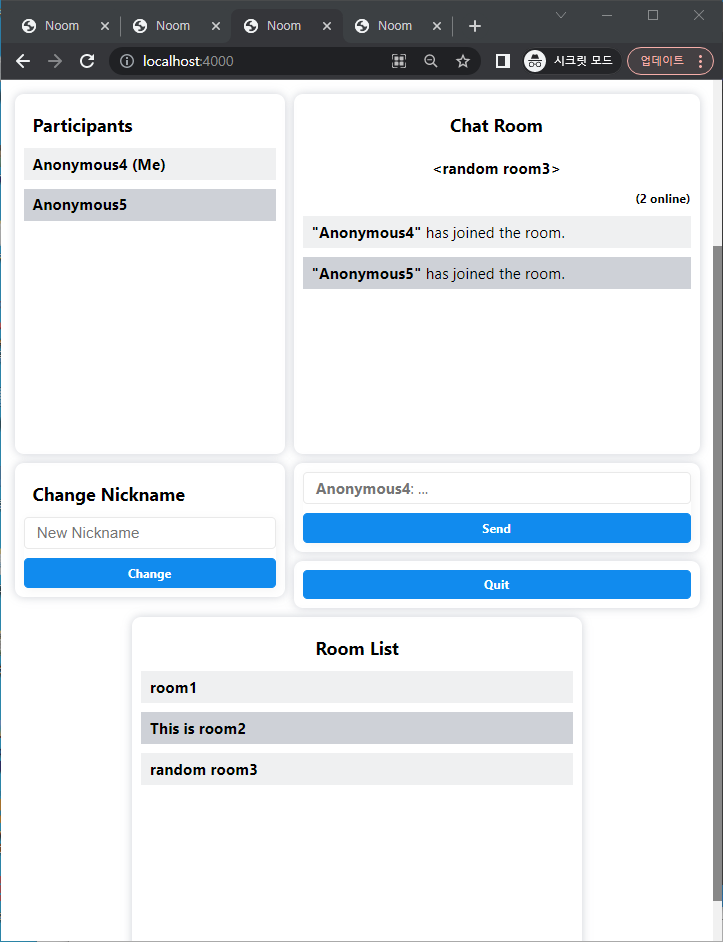 Noom
Noom
Noom
Noom
localhost:4000
시크릿 모드
업데이트
Participants
Anonymous4 (Me)
Anonymous5
Chat Room
<random room3>
(2 online)
"Anonymous4" has joined the room.
"Anonymous5" has joined the room.
Change Nickname
New Nickname
Change
Anonymous4: ...
Send
Quit
Room List
room1
This is room2
random room3